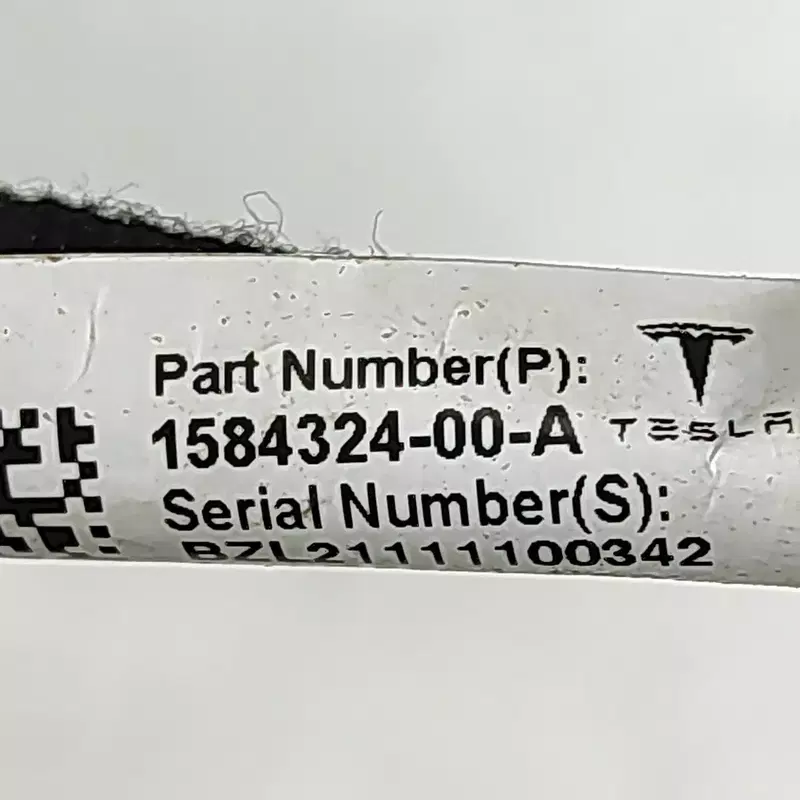 Part Number(P):
1584324-00-A
TESLA
Serial Number(S):
BZL21111100342